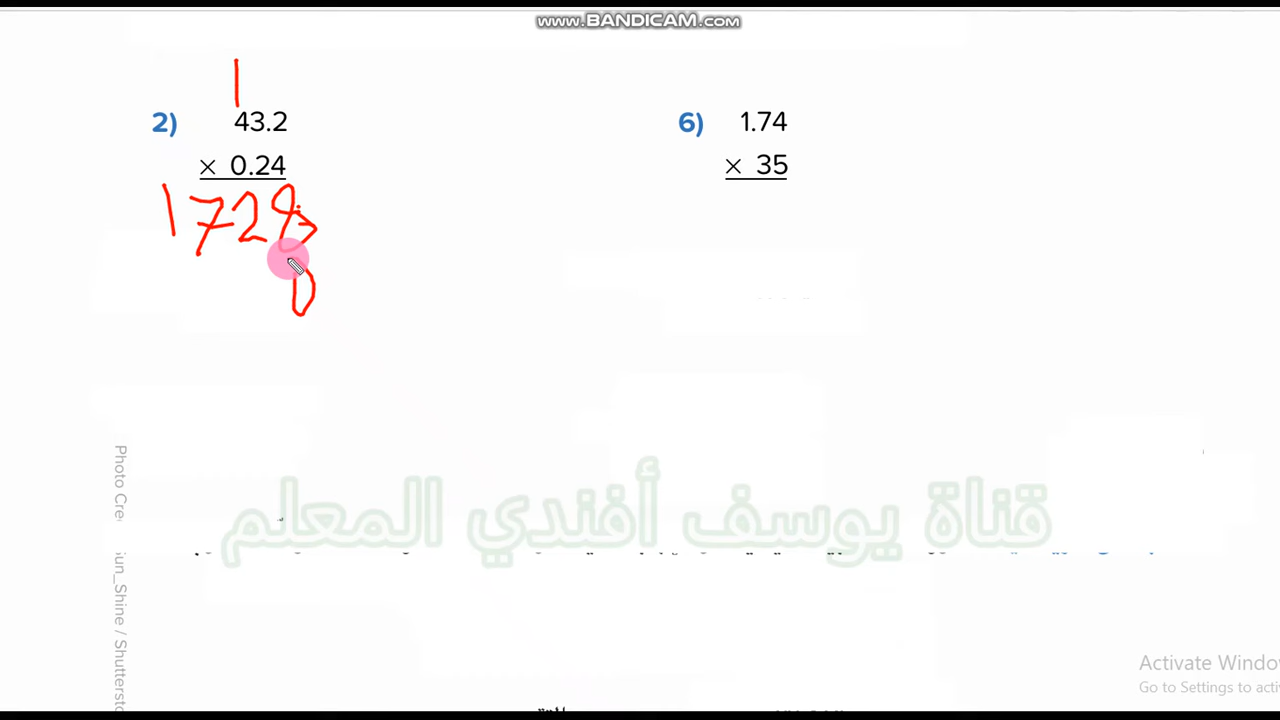 www.BANDICAM.com
1
2) 43.2
× 0.24
1728
0
6) 1.74
× 35
قناة يوسف أفندي المعلم
Photo Cre
un_Shine / Shutterst
Activate Windo
Go to Settings to acti